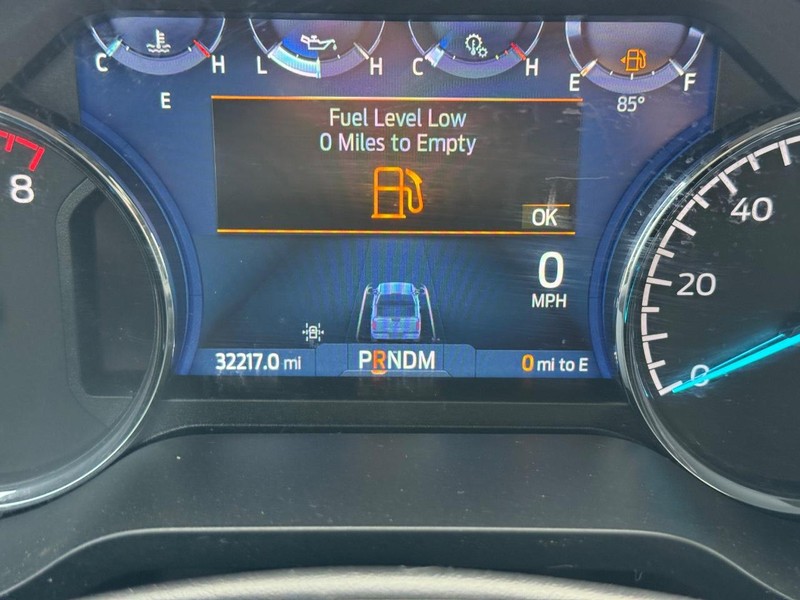 C H L H C H E F
E
85°
Fuel Level Low
0 Miles to Empty
OK
8
40
20
0
0
MPH
32217.0 mi
PRNDM
0 mi to E